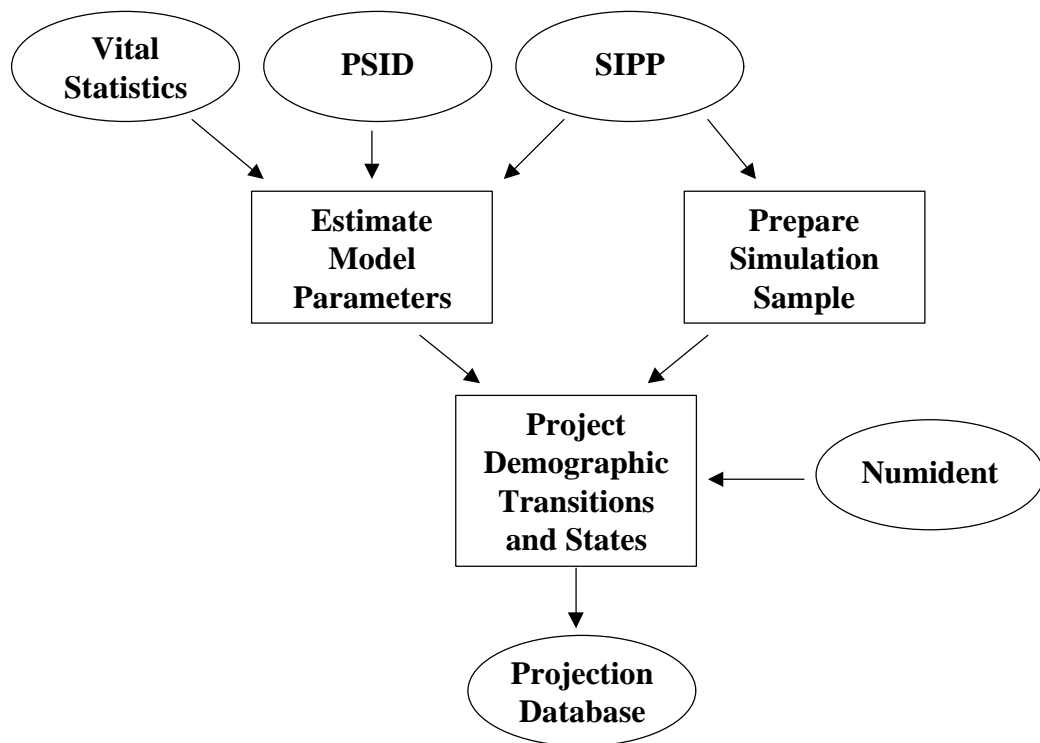 Vital
Statistics
PSID
SIPP
Estimate
Model
Parameters
Prepare
Simulation
Sample
Project
Demographic
Transitions
and States
Numident
Projection
Database